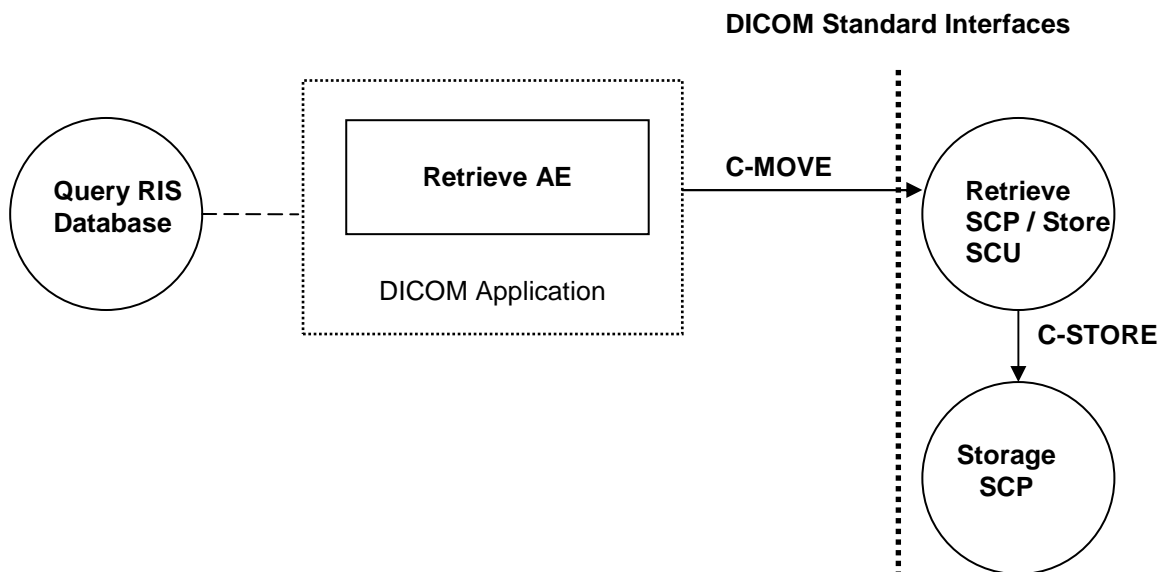 DICOM Standard Interfaces
Query RIS
Database
Retrieve AE
DICOM Application
C-MOVE
Retrieve
SCP / Store
SCU
C-STORE
Storage
SCP